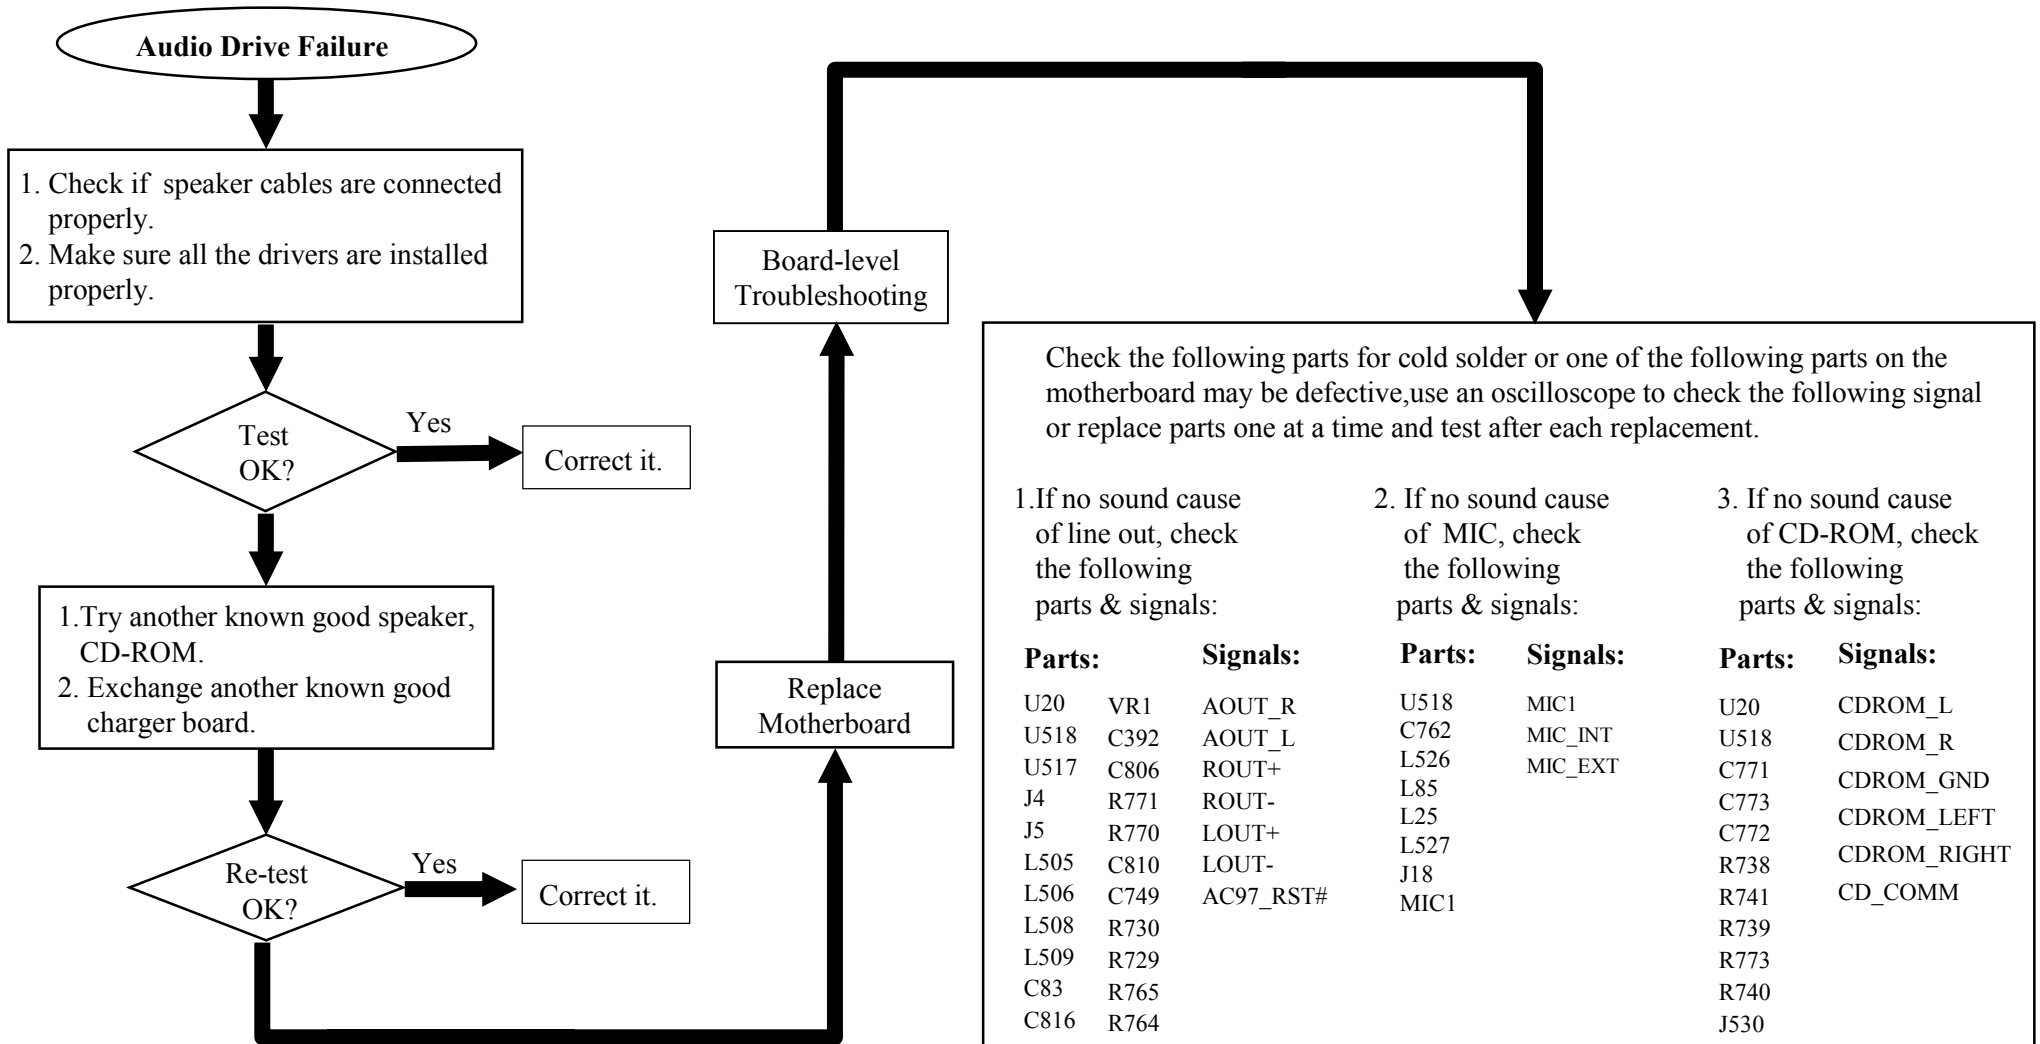 Audio Drive Failure
1. Check if speaker cables are connected
properly.
2. Make sure all the drivers are installed
properly.
Test
OK?
Yes
Correct it.
1.Try another known good speaker,
CD-ROM.
2. Exchange another known good
charger board.
Re-test
OK?
Yes
Correct it.
Replace
Motherboard
Board-level
Troubleshooting
Check the following parts for cold solder or one of the following parts on the
motherboard may be defective,use an oscilloscope to check the following signal
or replace parts one at a time and test after each replacement.
1.If no sound cause
of line out, check
the following
parts & signals:
Parts:
U20
U518
U517
J4
J5
L505
L506
L508
L509
C83
C816
VR1
C392
C806
R771
R770
C810
C749
R730
R729
R765
R764
Signals:
AOUT_R
AOUT_L
ROUT+
ROUT-
LOUT+
LOUT-
AC97_RST#
2. If no sound cause
of MIC, check
the following
parts & signals:
Parts:
U518
C762
L526
L85
L25
L527
J18
MIC1
Signals:
MIC1
MIC_INT
MIC_EXT
3. If no sound cause
of CD-ROM, check
the following
parts & signals:
Parts:
U20
U518
C771
C773
C772
R738
R741
R739
R773
R740
J530
Signals:
CDROM_L
CDROM_R
CDROM_GND
CDROM_LEFT
CDROM_RIGHT
CD_COMM